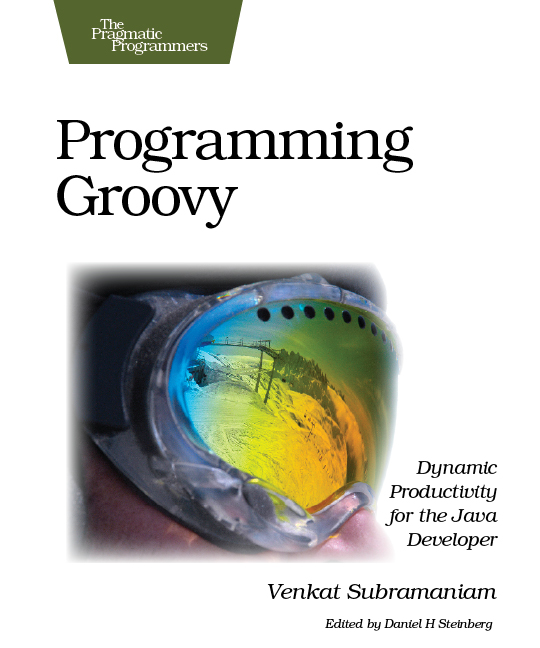 The
Pragmatic
Programmers
Programming
Groovy
Dynamic
Productivity
for the Java
Developer
Venkat Subramaniam
Edited by Daniel H Steinberg